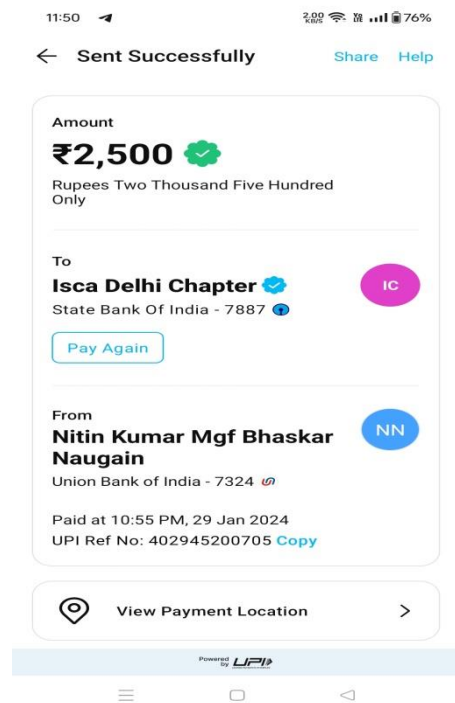 11:50
2.00 KB/S 76%
Sent Successfully Share Help
Amount
₹2,500
Rupees Two Thousand Five Hundred
Only
To
Isca Delhi Chapter
IC
State Bank Of India - 7887
Pay Again
From
Nitin Kumar Mgf Bhaskar
Naugain
NN
Union Bank of India - 7324
Paid at 10:55 PM, 29 Jan 2024
UPI Ref No: 402945200705 Copy
View Payment Location
Powered
by UPI